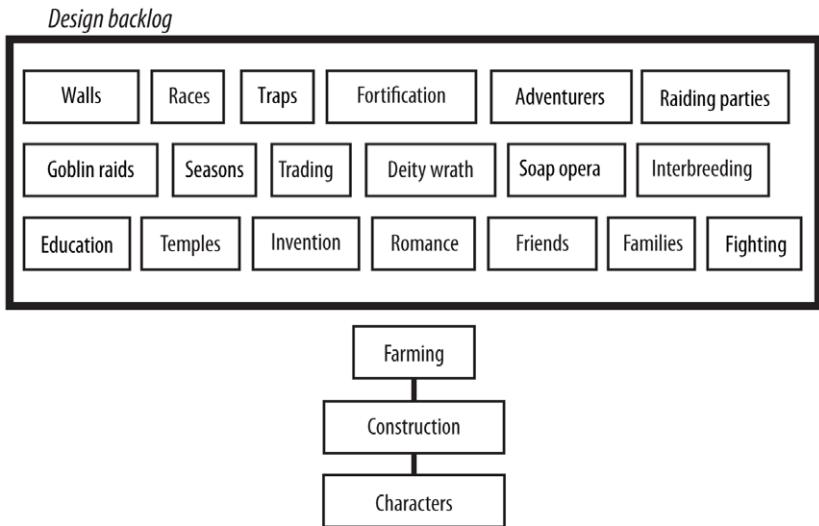 Design backlog
Walls Races Traps Fortification Adventurers Raiding parties
Goblin raids Seasons Trading Deity wrath Soap opera Interbreeding
Education Temples Invention Romance Friends Families Fighting
Farming
Construction
Characters